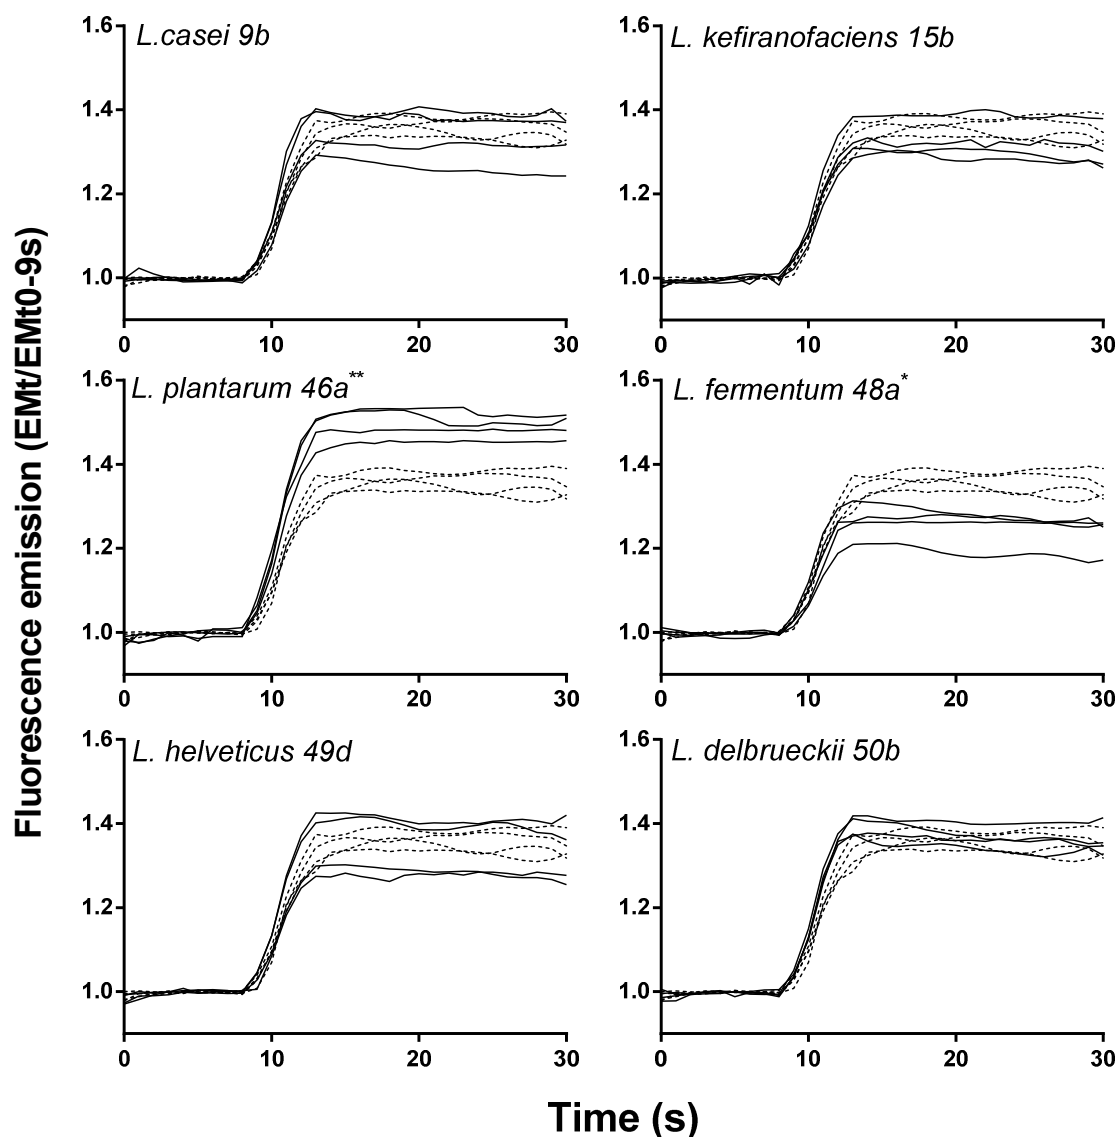 Fluorescence emission (EMt/EMt0-9s)
L.casei 9b
1.6
1.4
1.2
1.0
0 10 20 30
L. kefiranofaciens 15b
1.6
1.4
1.2
1.0
0 10 20 30
L. plantarum 46a**
1.6
1.4
1.2
1.0
0 10 20 30
L. fermentum 48a*
1.6
1.4
1.2
1.0
0 10 20 30
L. helveticus 49d
1.6
1.4
1.2
1.0
0 10 20 30
L. delbrueckii 50b
1.6
1.4
1.2
1.0
0 10 20 30
Time (s)